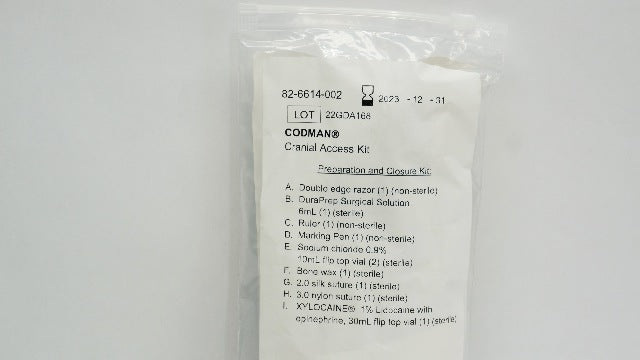 82-6614-002 2023 - 12 - 31
LOT 22GDA168
CODMAN®
Cranial Access Kit
Preparation and Closure Kit
A. Double edge razor (1) (non-sterile)
B. DuraPrep Surgical Solution
6mL (1) (sterile)
C. Ruler (1) (non-sterile)
D. Marking Pen (1) (non-sterile)
E. Sodium chloride 0.9%
10mL flip top vial (2) (sterile)
F. Bone wax (1) (sterile)
G. 2.0 silk suture (1) (sterile)
H. 3.0 nylon suture (1) (sterile)
I. XYLOCAINE® 1% Lidocaine with
epinephrine, 30mL flip top vial (1) (sterile)